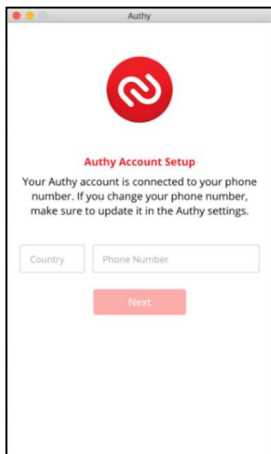 Authy
Authy Account Setup
Your Authy account is connected to your phone
number. If you change your phone number,
make sure to update it in the Authy settings.
Country Phone Number
Next